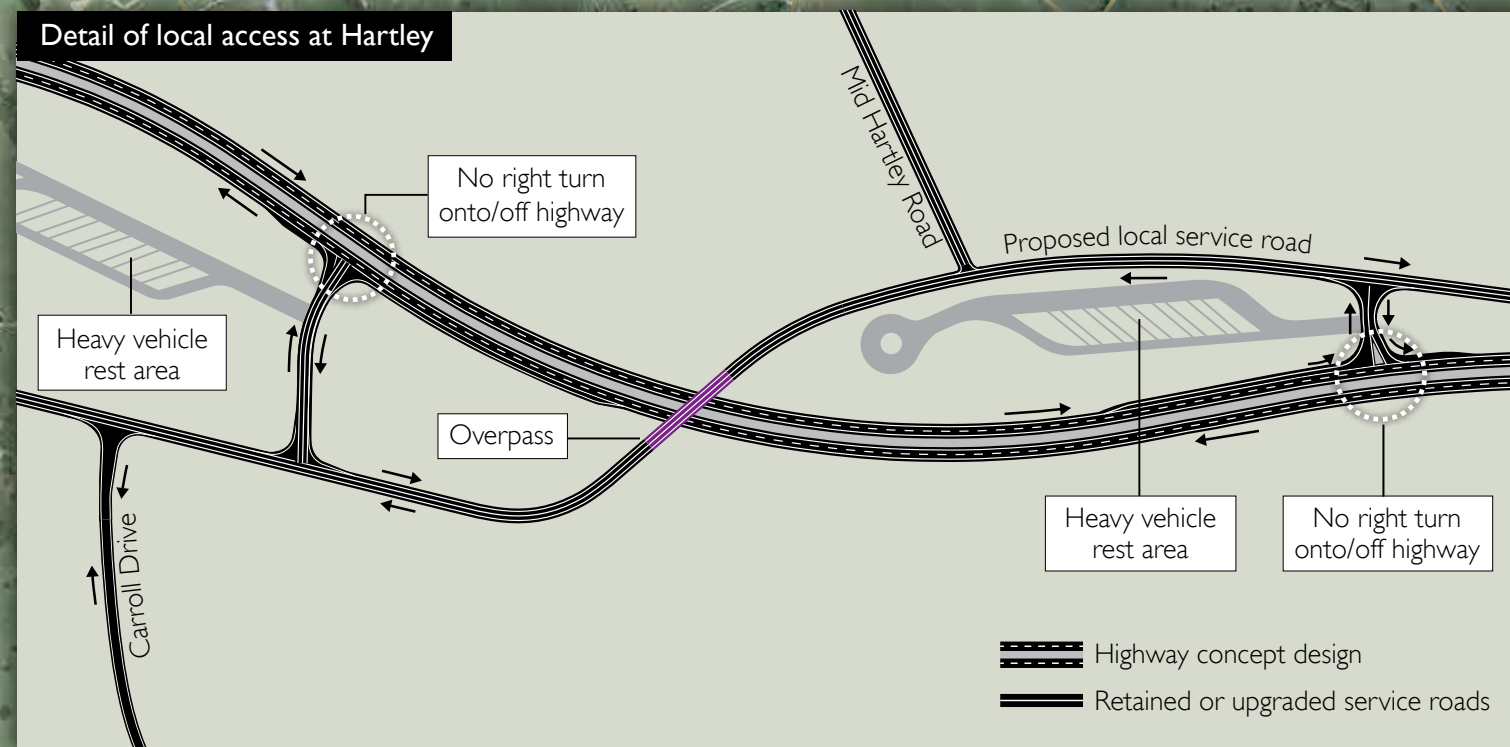 Detail of local access at Hartley
No right turn
onto/off highway
Mid Hartley Road
Proposed local service road
Heavy vehicle
rest area
Overpass
Heavy vehicle
rest area
No right turn
onto/off highway
Carroll Drive
Highway concept design
Retained or upgraded service roads